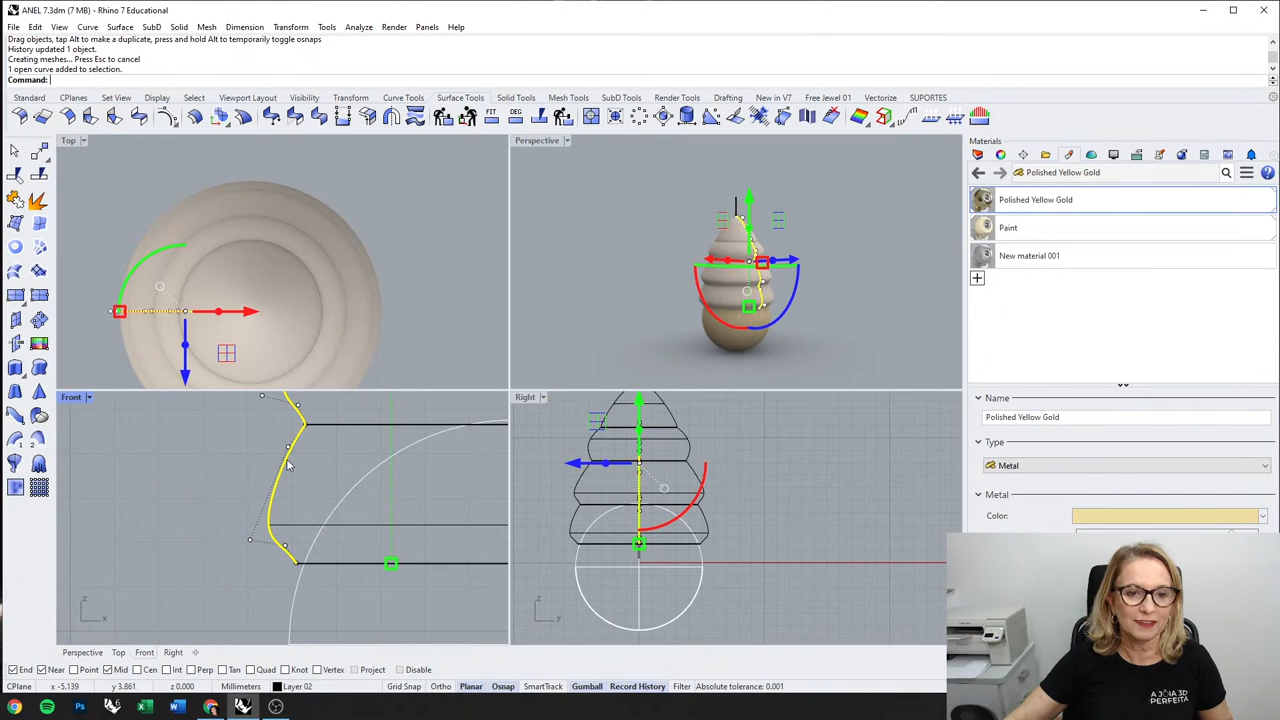 ANEL 7.3dm (7 MB) - Rhino 7 Educational
File Edit View Curve Surface SubD Solid Mesh Dimension Transform Tools Analyze Render Panels Help
Drag objects, tap Alt to make a duplicate, press and hold Alt to temporarily toggle osnaps
History updated 1 object.
Creating meshes... Press Esc to cancel
1 open curve added to selection.
Command:
Standard CPlanes Set View Display Select Viewport Layout Visibility Transform Curve Tools Surface Tools Solid Tools Mesh Tools SubD Tools Render Tools Drafting New in V7 Free Jewel 01 Vectorize SUPORTES
FIT DEG
Top
Perspective
Materials
Polished Yellow Gold
Polished Yellow Gold
Paint
New material 001
Front
Right
Name
Polished Yellow Gold
Type
Metal
Metal
Color:
z
x
z
y
Perspective Top Front Right
End Near Point Mid Cen Int Perp Tan Quad Knot Vertex Project Disable
CPlane x -5.139 y 3.861 z 0.000 Millimeters Layer 02 Grid Snap Ortho Planar Osnap SmartTrack Gumball Record History Filter Absolute tolerance: 0.001
A JÓIA 3D
PERFEITA